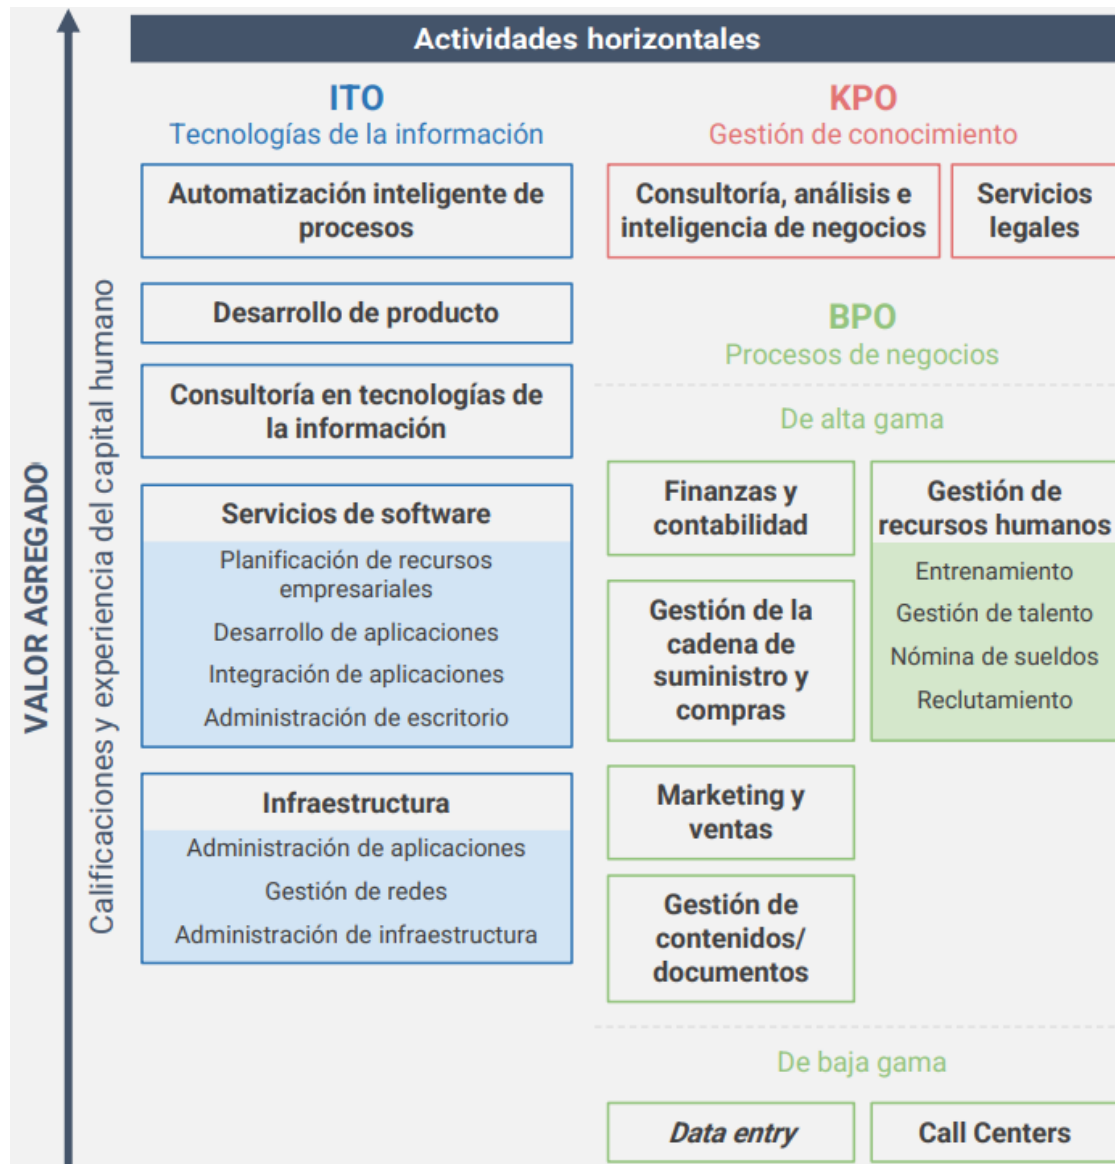 Actividades horizontales
VALOR AGREGADO
Calificaciones y experiencia del capital humano
ITO
Tecnologías de la información
Automatización inteligente de
procesos
Desarrollo de producto
Consultoría en tecnologías de
la información
Servicios de software
Planificación de recursos
empresariales
Desarrollo de aplicaciones
Integración de aplicaciones
Administración de escritorio
Infraestructura
Administración de aplicaciones
Gestión de redes
Administración de infraestructura
KPO
Gestión de conocimiento
Consultoría, análisis e
inteligencia de negocios
Servicios
legales
BPO
Procesos de negocios
De alta gama
Finanzas y
contabilidad
Gestión de la
cadena de
suministro y
compras
Marketing y
ventas
Gestión de
contenidos/
documentos
Gestión de
recursos humanos
Entrenamiento
Gestión de talento
Nómina de sueldos
Reclutamiento
De baja gama
Data entry
Call Centers